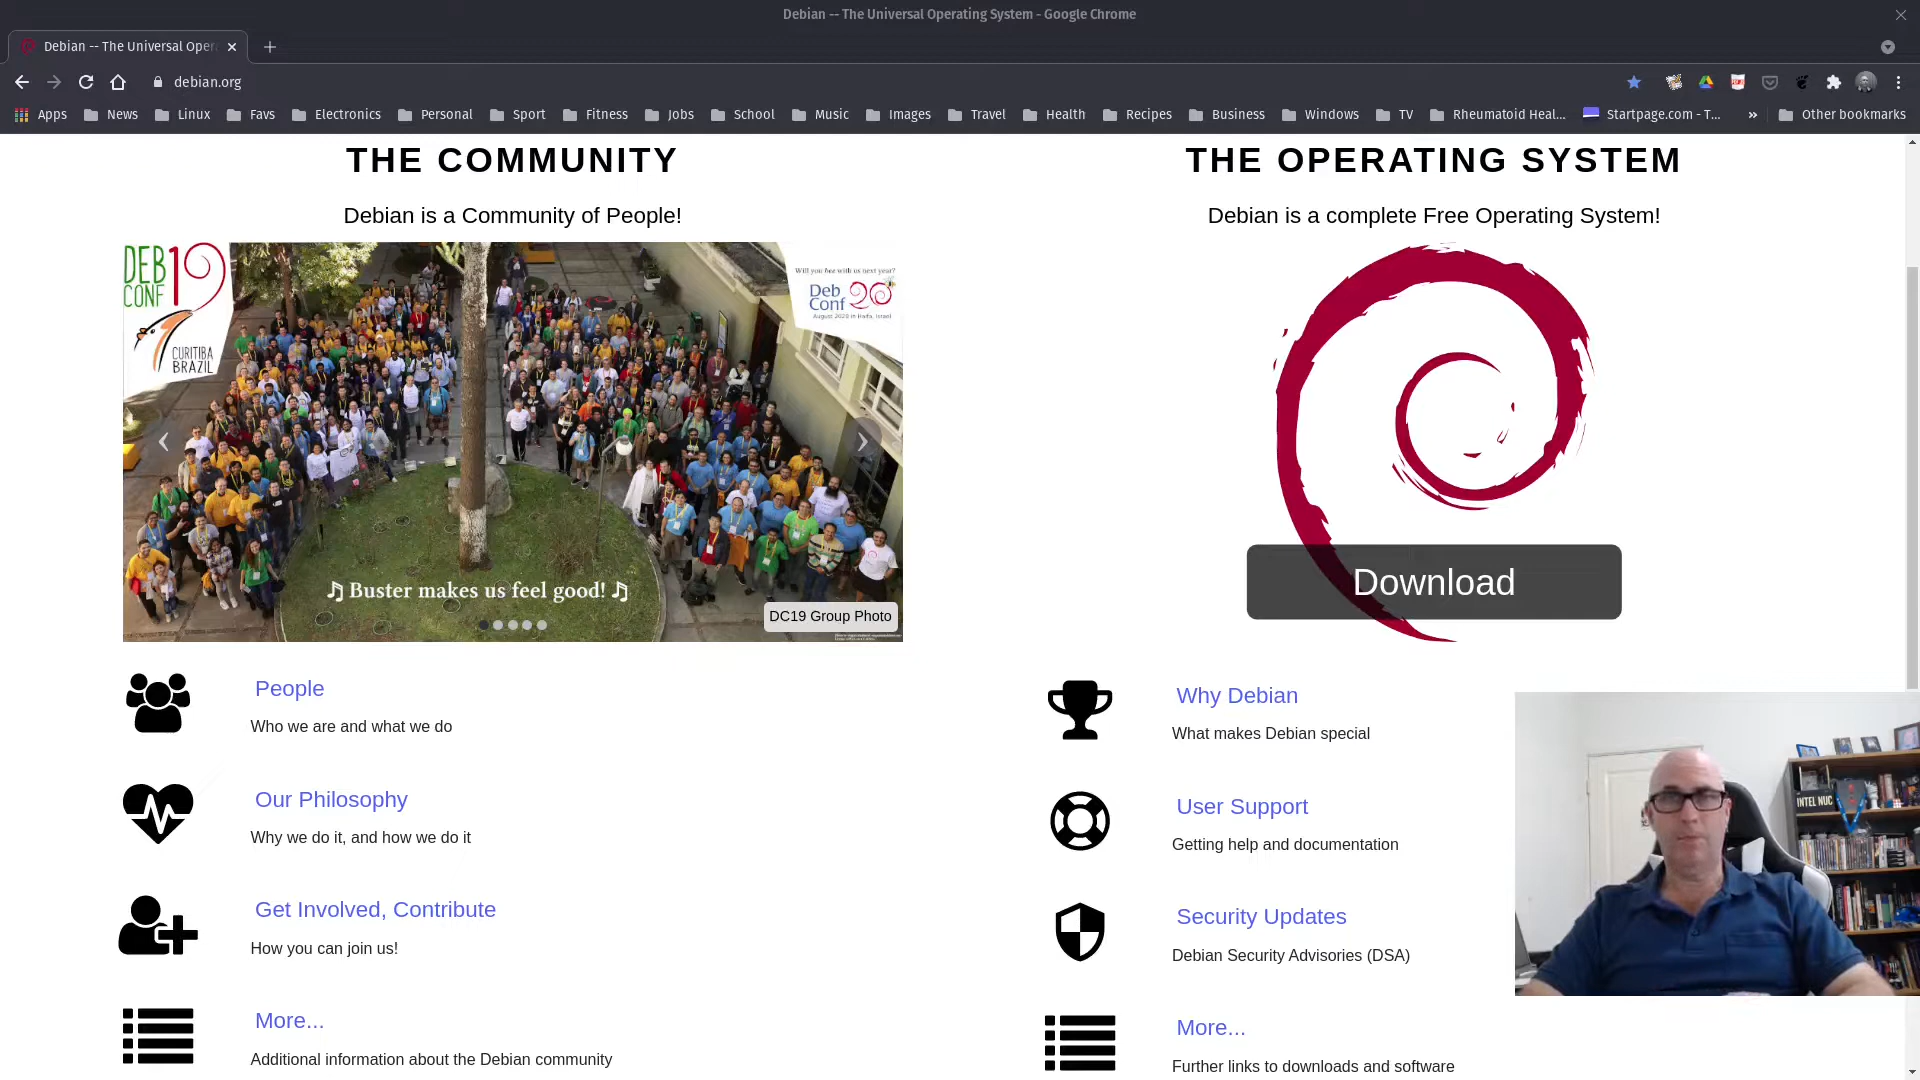 Debian -- The Universal Operating System - Google Chrome
Debian -- The Universal Oper
debian.org
Apps News Linux Favs Electronics Personal Sport Fitness Jobs School Music Images Travel Health Recipes Business Windows TV Rheumatoid Heal... Startpage.com - T... » Other bookmarks
THE COMMUNITY
Debian is a Community of People!
DEB19
CONF
CURITIBA
BRAZIL
Will you bee with us next year?
Deb
Conf 20
August 2020 in Haifa, Israel
♫ Buster makes us feel good! ♫
DC19 Group Photo
People
Who we are and what we do
Our Philosophy
Why we do it, and how we do it
Get Involved, Contribute
How you can join us!
More...
Additional information about the Debian community
THE OPERATING SYSTEM
Debian is a complete Free Operating System!
Download
Why Debian
What makes Debian special
User Support
Getting help and documentation
Security Updates
Debian Security Advisories (DSA)
More...
Further links to downloads and software
INTEL NUC